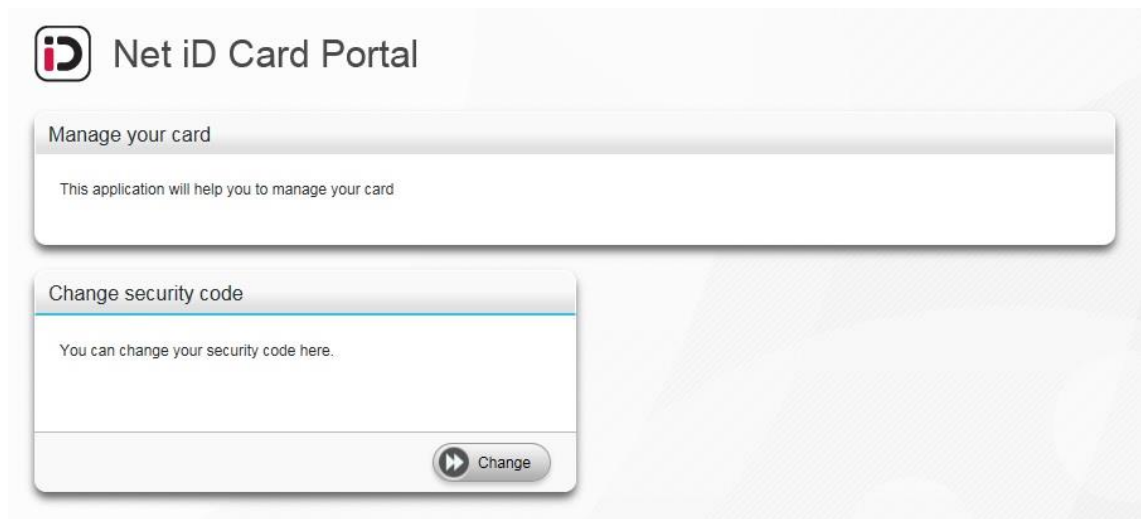 iD Net iD Card Portal
Manage your card
This application will help you to manage your card
Change security code
You can change your security code here.
Change